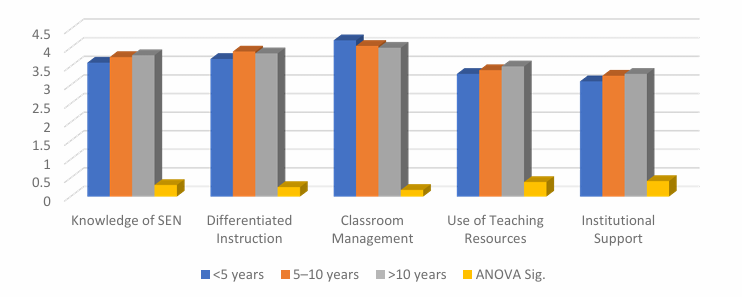 4.5
4
3.5
3
2.5
2
1.5
1
0.5
0
Knowledge of SEN
Differentiated
Instruction
Classroom
Management
Use of Teaching
Resources
Institutional
Support
<5 years
5–10 years
>10 years
ANOVA Sig.